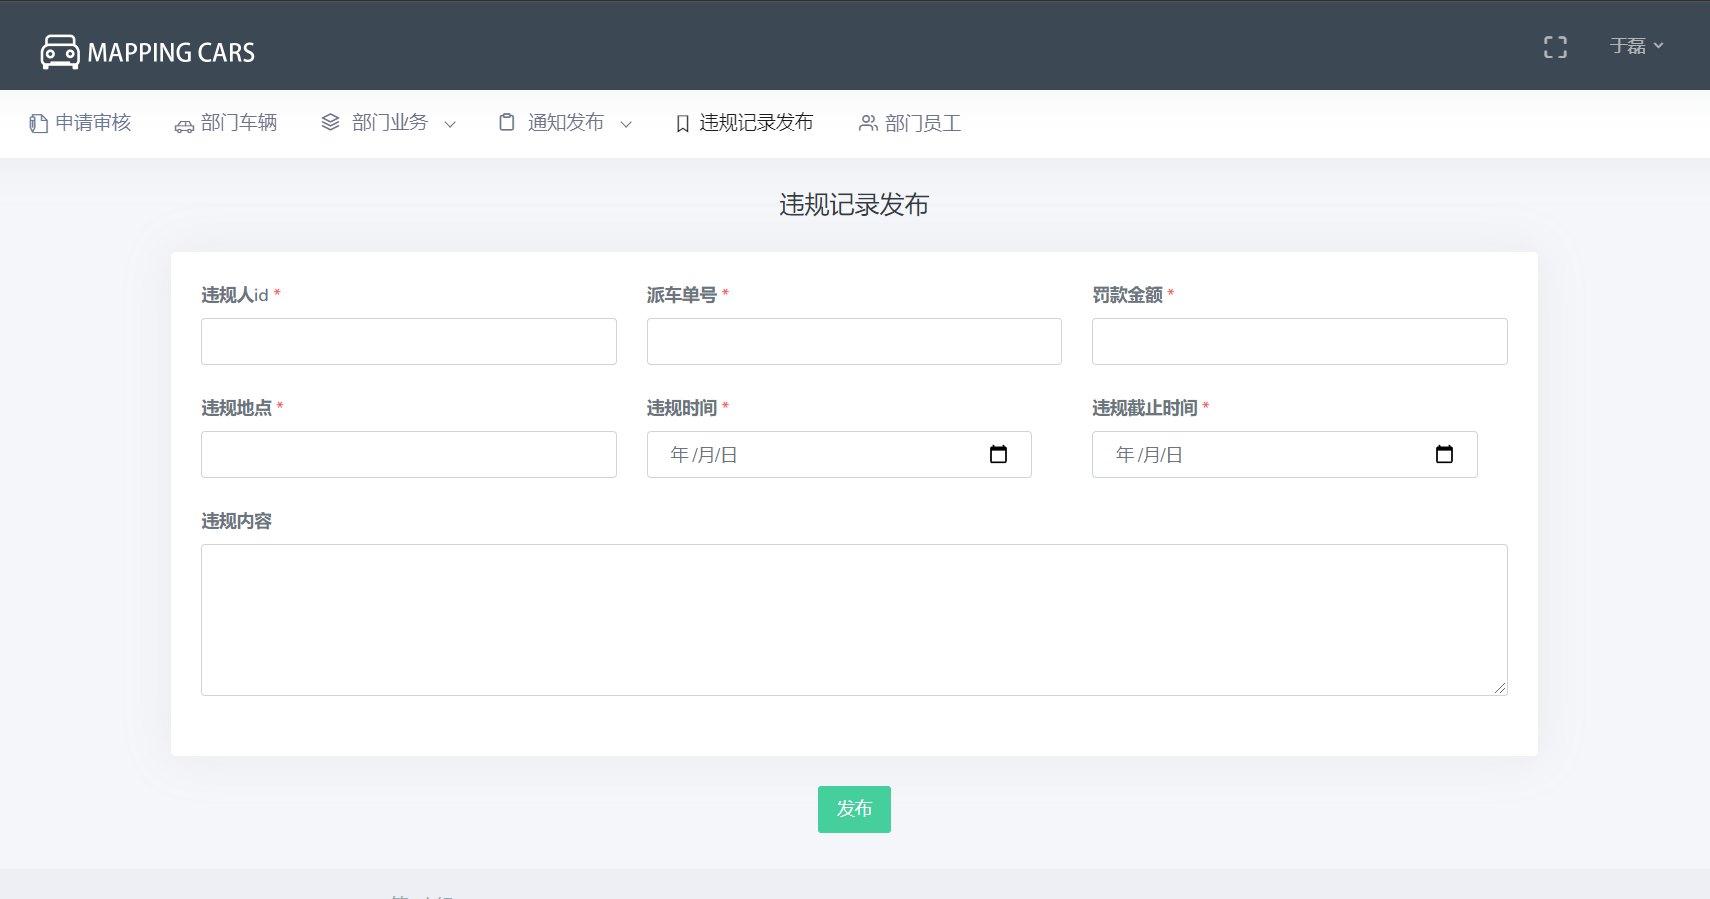 MAPPING CARS
于磊
申请审核 部门车辆 部门业务 通知发布 违规记录发布 部门员工
违规记录发布
违规人id * 派车单号 * 罚款金额 *
违规地点 * 违规时间 * 违规截止时间 *
年/月/日 年/月/日
违规内容
发布